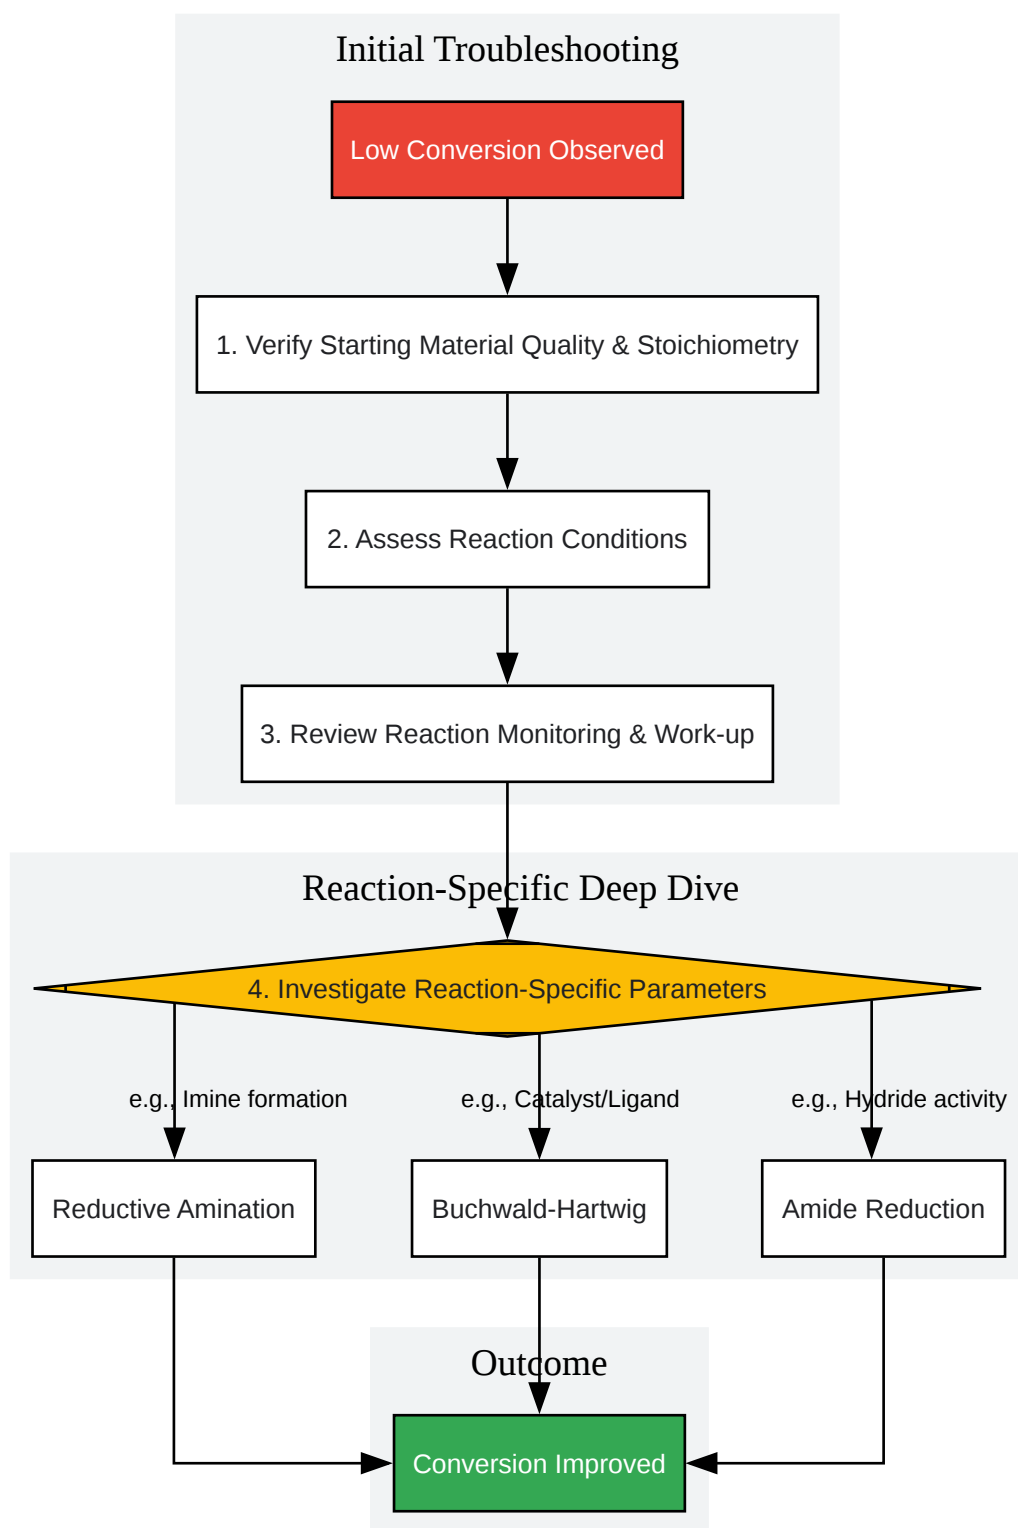 Initial Troubleshooting
Low Conversion Observed
1. Verify Starting Material Quality & Stoichiometry
2. Assess Reaction Conditions
3. Review Reaction Monitoring & Work-up
Reaction-Specific Deep Dive
4. Investigate Reaction-Specific Parameters
e.g., Imine formation
e.g., Catalyst/Ligand
e.g., Hydride activity
Reductive Amination
Buchwald-Hartwig
Amide Reduction
Outcome
Conversion Improved